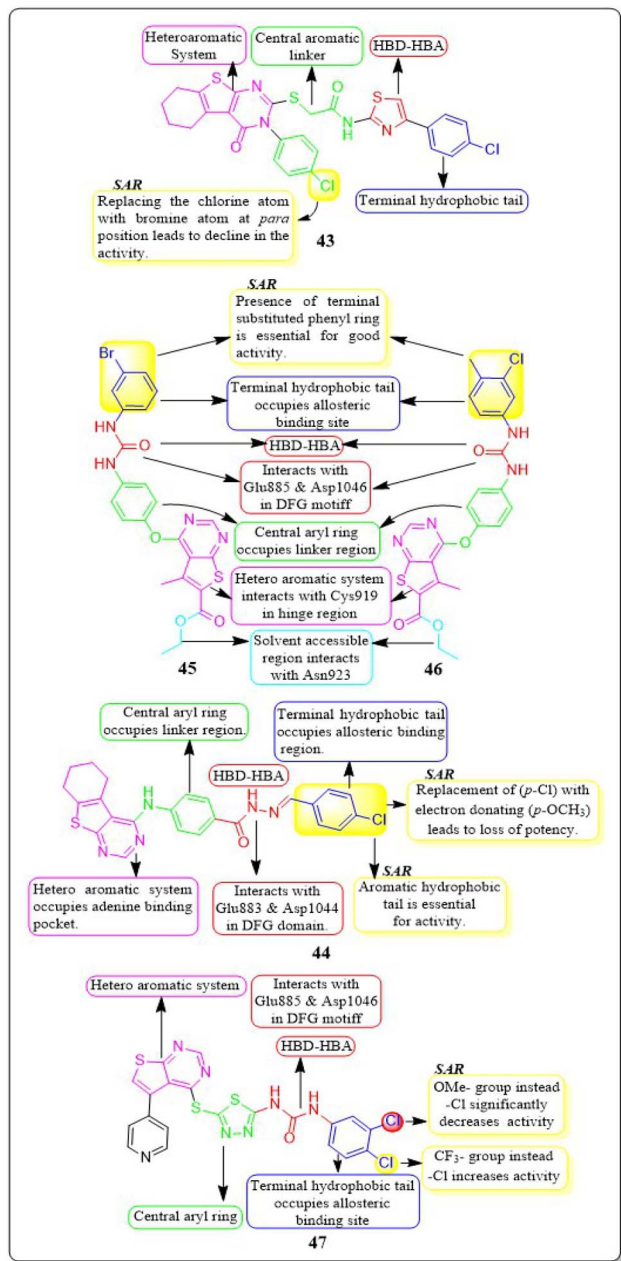 Heteroaromatic
System
Central aromatic
linker
HBD-HBA
S
N
S
O
S
N
O
N
H
N
Cl
Cl
SAR
Replacing the chlorine atom
with bromine atom at para
position leads to decline in the
activity.
Terminal hydrophobic tail
43
SAR
Presence of terminal
substituted phenyl ring
is essential for good
activity.
Br
Cl
Terminal hydrophobic tail
occupies allosteric
binding site
HN
O
HN
NH
O
NH
HBD-HBA
Interacts with
Glu885 & Asp1046
in DFG motiff
Central aryl ring
occupies linker region
O
N
N
S
O
O
N
N
O
S
O
O
Hetero aromatic system
interacts with Cys919
in hinge region
Solvent accessible
region interacts
with Asn923
45
46
Central aryl ring
occupies linker region.
Terminal hydrophobic tail
occupies allosteric binding
region.
HBD-HBA
SAR
Replacement of (p-Cl) with
electron donating (p-OCH3)
leads to loss of potency.
H
N
S
N
N
O
H
N
N
Cl
Hetero aromatic system
occupies adenine binding
pocket.
Interacts with
Glu883 & Asp1044
in DFG domain.
SAR
Aromatic hydrophobic
tail is essential
for activity.
44
Hetero aromatic system
Interacts with
Glu885 & Asp1046
in DFG motiff
HBD-HBA
SAR
OMe- group instead
-Cl significantly
decreases activity
CF3- group instead
-Cl increases activity
S
N
N
S
S
N
N
H
N
O
H
N
Cl
Cl
N
Central aryl ring
Terminal hydrophobic tail
occupies allosteric
binding site
47